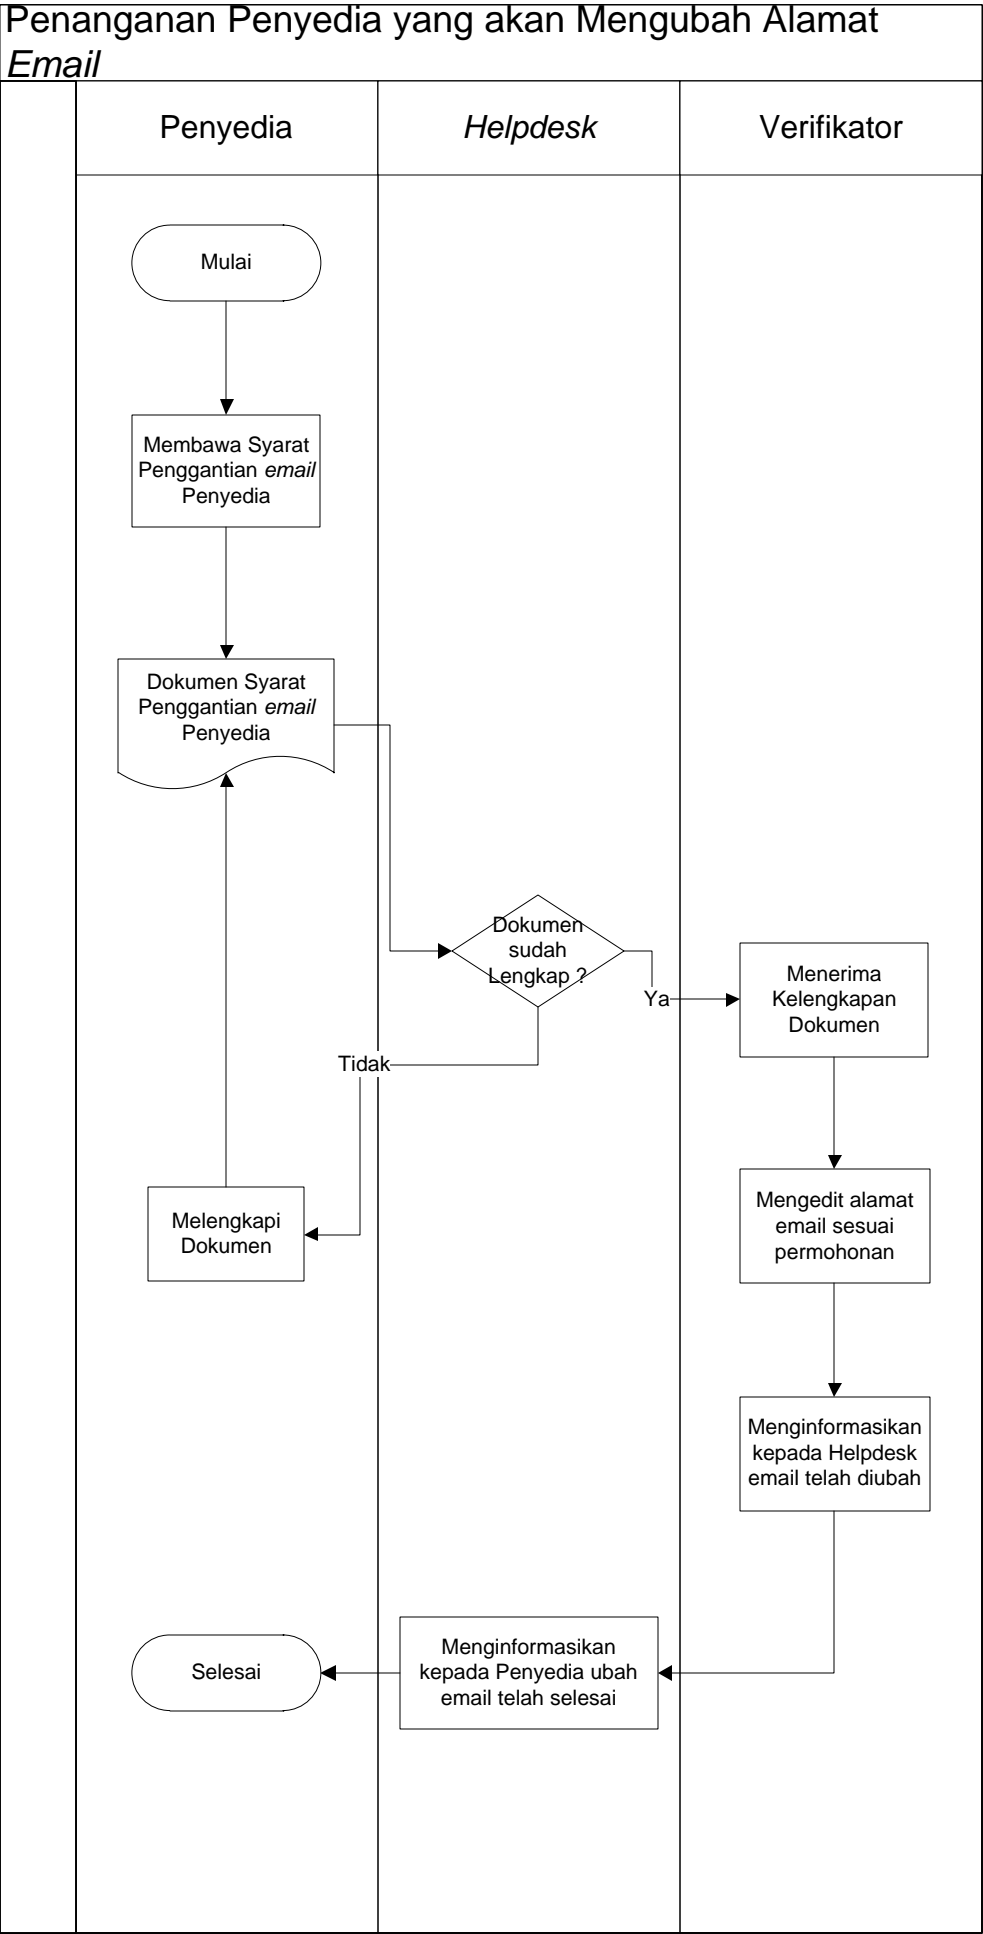 Penanganan Penyedia yang akan Mengubah Alamat
Email
Penyedia
Helpdesk
Verifikator
Mulai
Membawa Syarat
Penggantian email
Penyedia
Dokumen Syarat
Penggantian email
Penyedia
Dokumen
sudah
Lengkap ?
Ya
Menerima
Kelengkapan
Dokumen
Tidak
Melengkapi
Dokumen
Mengedit alamat
email sesuai
permohonan
Menginformasikan
kepada Helpdesk
email telah diubah
Menginformasikan
kepada Penyedia ubah
email telah selesai
Selesai